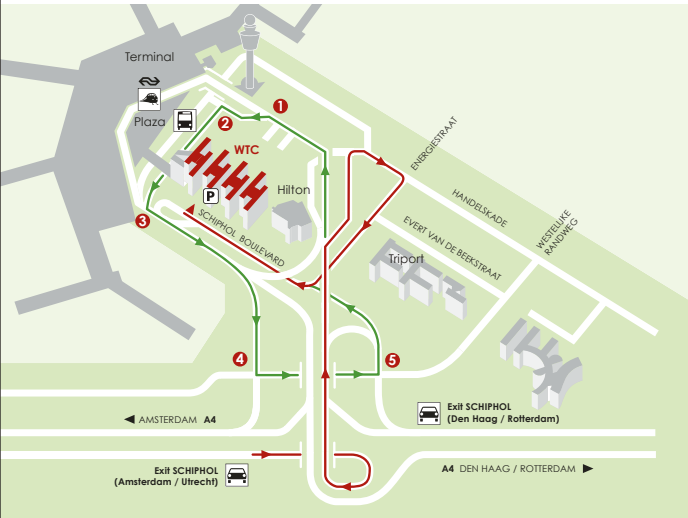 Terminal
Plaza
1
2
WTC
P
Hilton
3
SCHIPHOL BOULEVARD
ENERGIESTRAAT
HANDELSKADE
EVERT VAN DE BEEKSTRAAT
WESTELIJKE
RANDWEG
Triport
4
5
AMSTERDAM A4
Exit SCHIPHOL
(Den Haag / Rotterdam)
Exit SCHIPHOL
(Amsterdam / Utrecht)
A4 DEN HAAG / ROTTERDAM